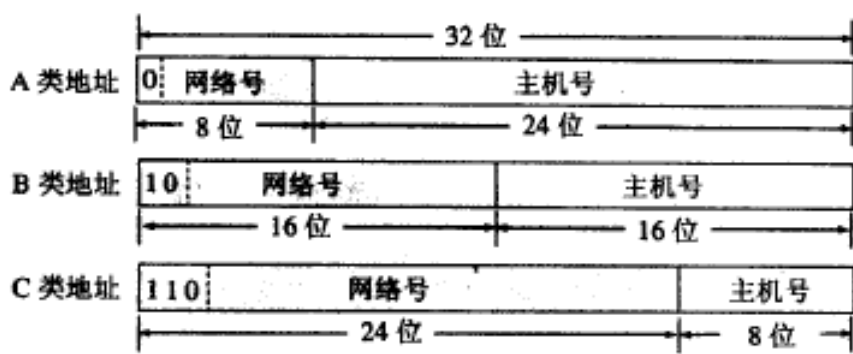 32 位
A 类地址 0 网络号 主机号
8 位 24 位
B 类地址 10 网络号 主机号
16 位 16 位
C 类地址 110 网络号 主机号
24 位 8 位